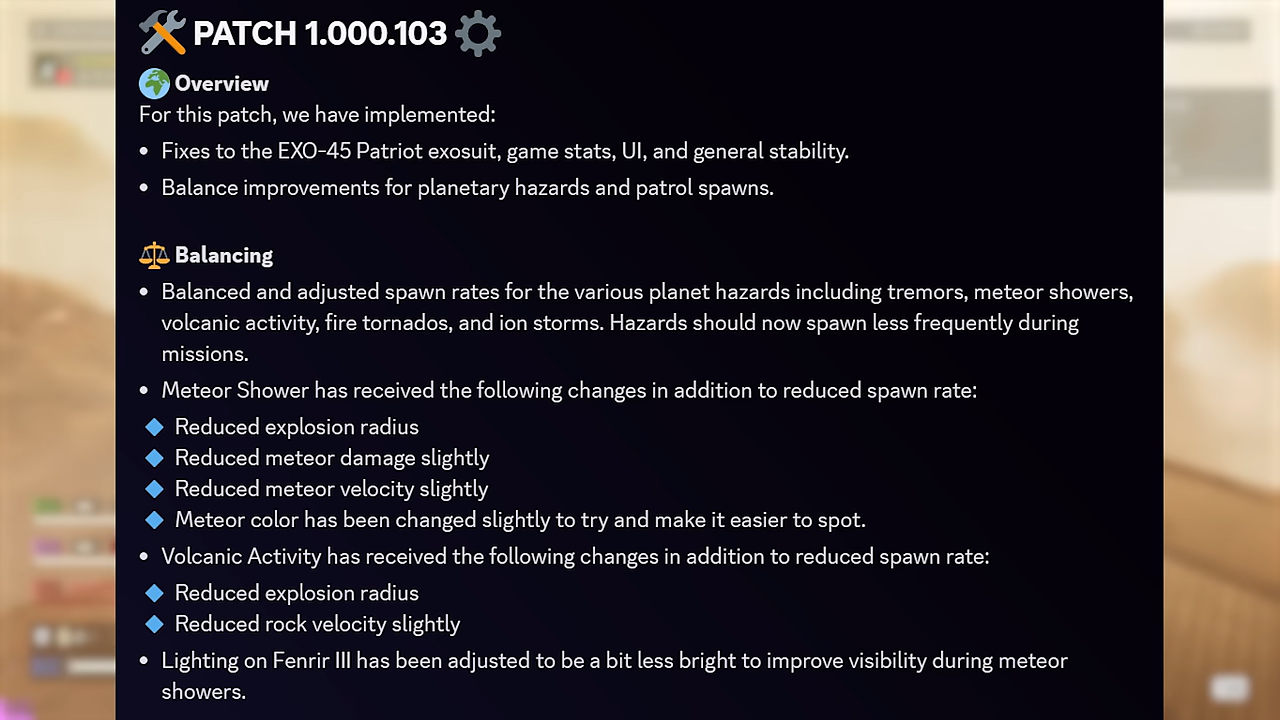 PATCH 1.000.103
Overview
For this patch, we have implemented:
• Fixes to the EXO-45 Patriot exosuit, game stats, UI, and general stability.
• Balance improvements for planetary hazards and patrol spawns.
Balancing
• Balanced and adjusted spawn rates for the various planet hazards including tremors, meteor showers,
volcanic activity, fire tornados, and ion storms. Hazards should now spawn less frequently during
missions.
• Meteor Shower has received the following changes in addition to reduced spawn rate:
🔹 Reduced explosion radius
🔹 Reduced meteor damage slightly
🔹 Reduced meteor velocity slightly
🔹 Meteor color has been changed slightly to try and make it easier to spot.
• Volcanic Activity has received the following changes in addition to reduced spawn rate:
🔹 Reduced explosion radius
🔹 Reduced rock velocity slightly
• Lighting on Fenrir III has been adjusted to be a bit less bright to improve visibility during meteor
showers.